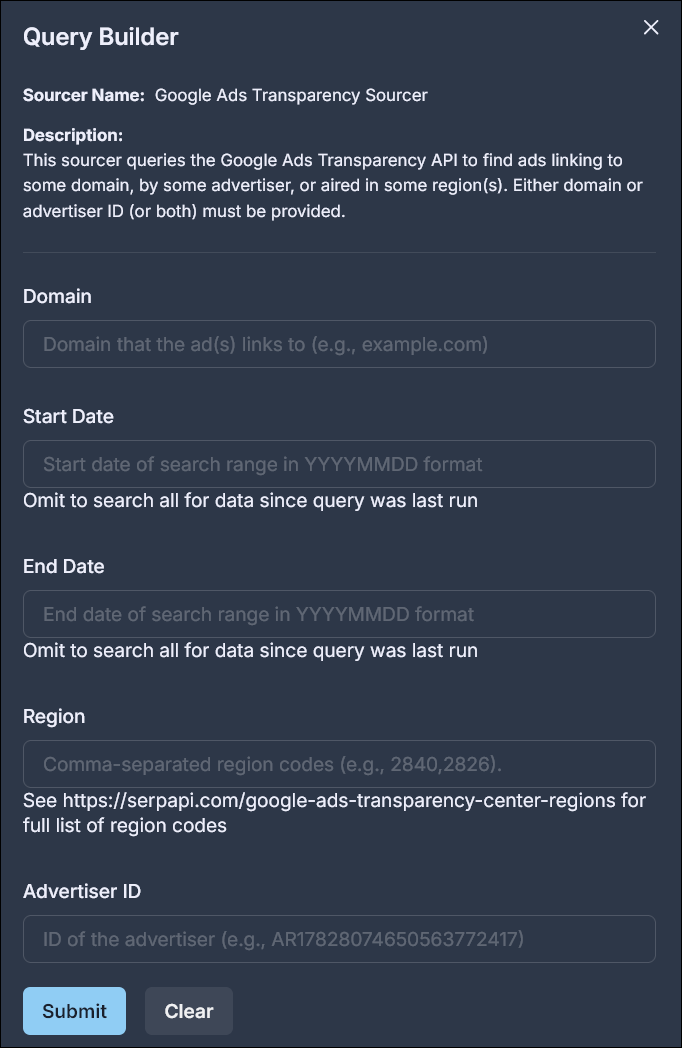 Query Builder
Sourcer Name: Google Ads Transparency Sourcer
Description:
This sourcer queries the Google Ads Transparency API to find ads linking to
some domain, by some advertiser, or aired in some region(s). Either domain or
advertiser ID (or both) must be provided.
Domain
Domain that the ad(s) links to (e.g., example.com)
Start Date
Start date of search range in YYYYMMDD format
Omit to search all for data since query was last run
End Date
End date of search range in YYYYMMDD format
Omit to search all for data since query was last run
Region
Comma-separated region codes (e.g., 2840,2826).
See https://serpapi.com/google-ads-transparency-center-regions for
full list of region codes
Advertiser ID
ID of the advertiser (e.g., AR17828074650563772417)
Submit Clear